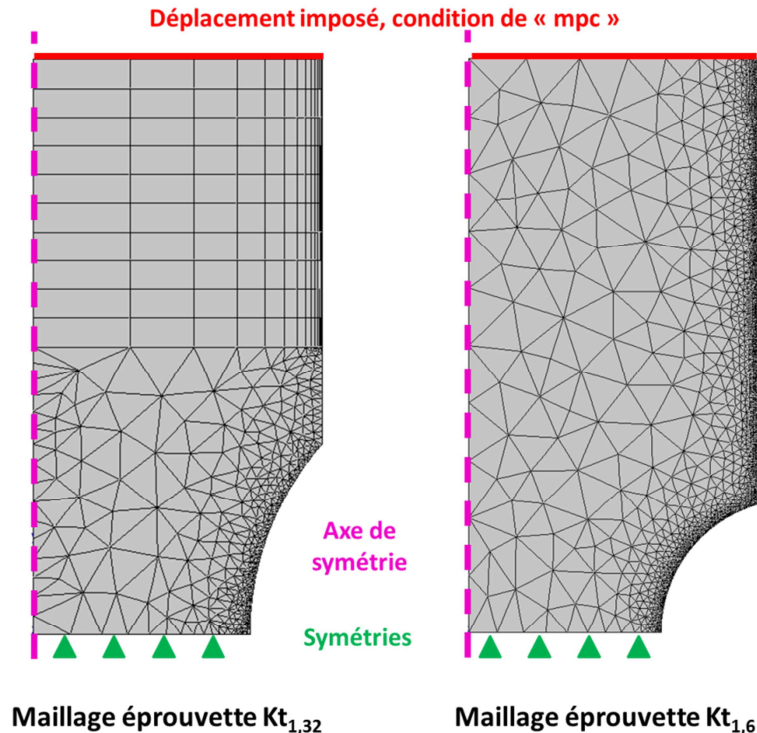 Déplacement imposé, condition de « mpc »
Axe de
symétrie
Symétries
Maillage éprouvette Kt1,32
Maillage éprouvette Kt1,6